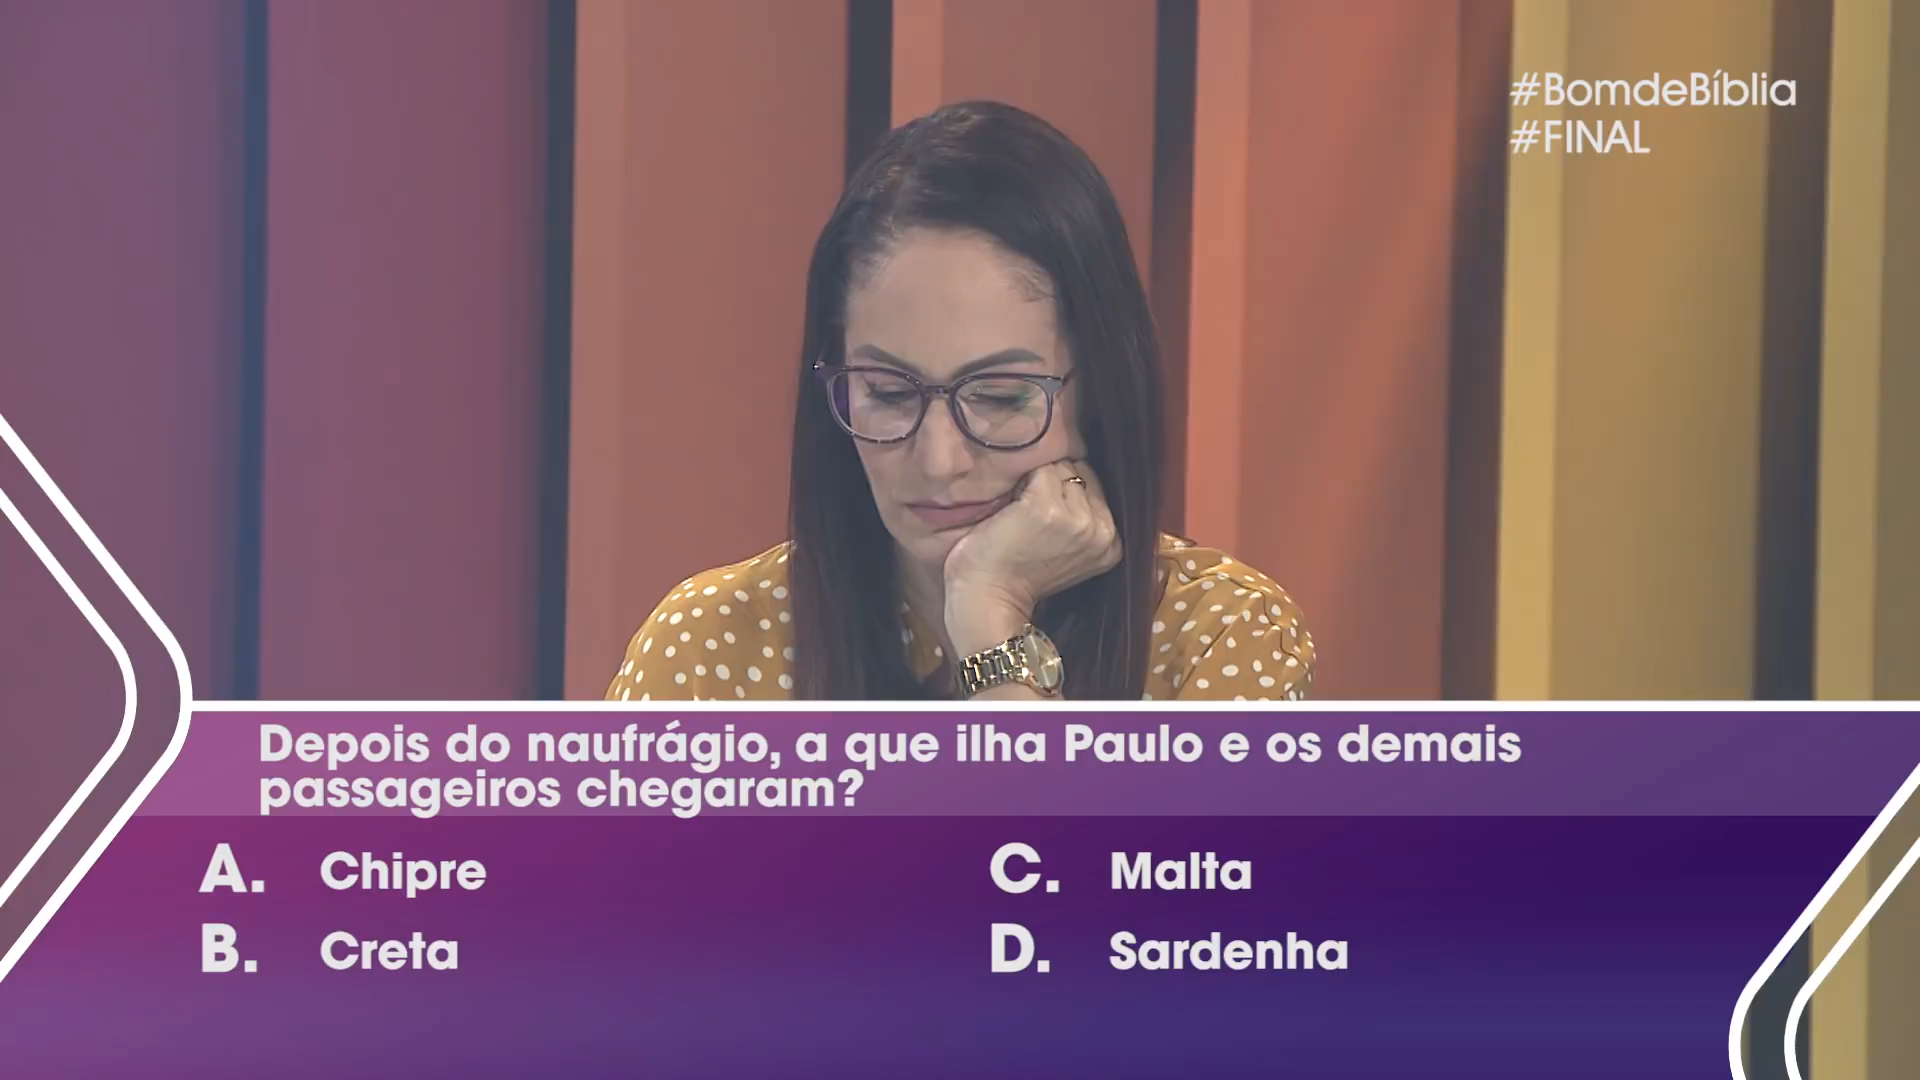 #BomdeBíblia
#FINAL
Depois do naufrágio, a que ilha Paulo e os demais
passageiros chegaram?
A. Chipre
B. Creta
C. Malta
D. Sardenha